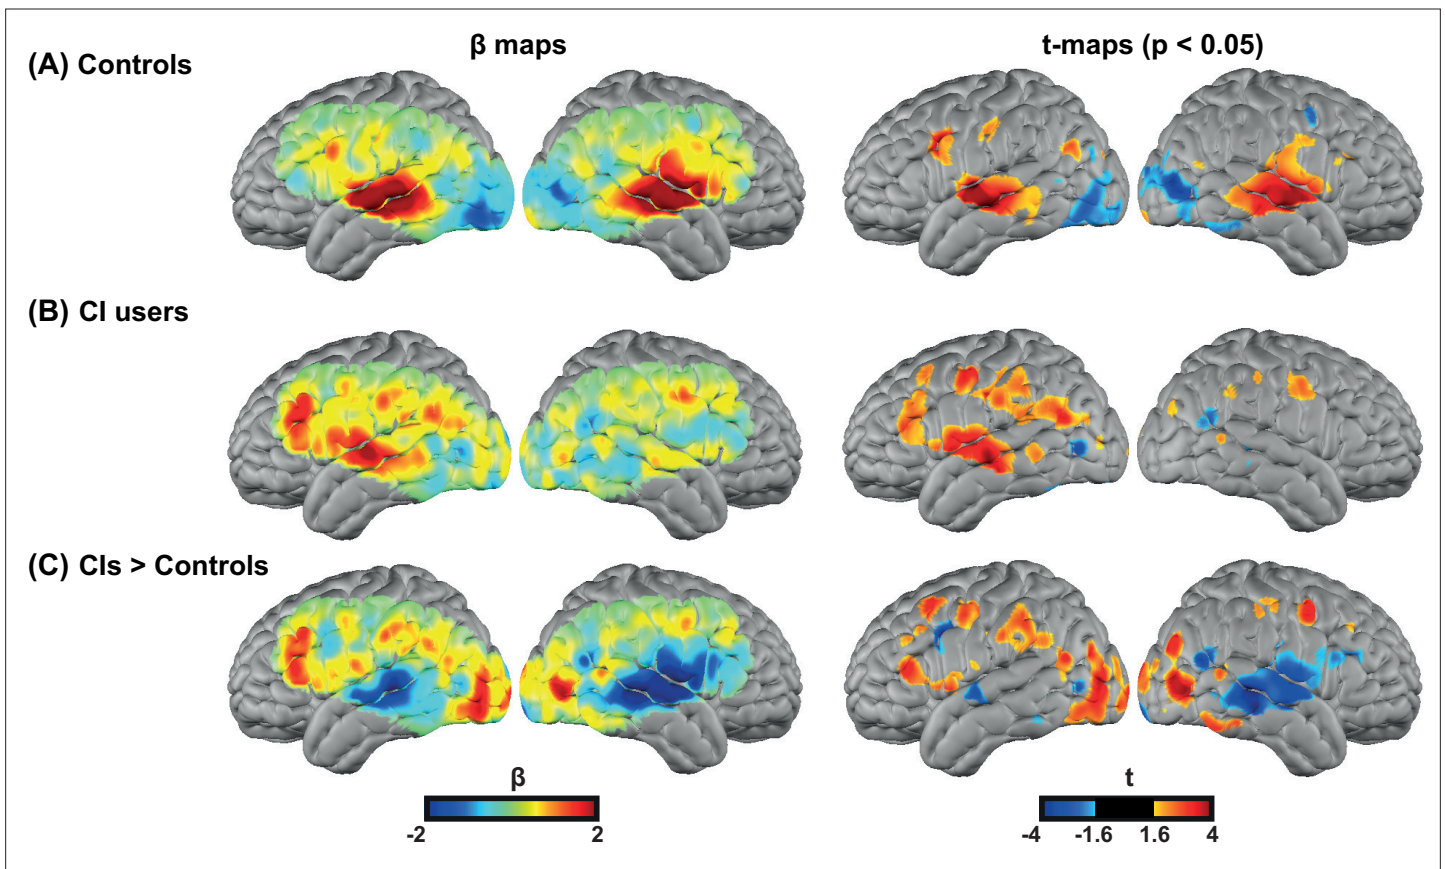 β maps
t-maps (p < 0.05)
(A) Controls
(B) CI users
(C) CIs > Controls
β
-2
2
t
-4
-1.6
1.6
4